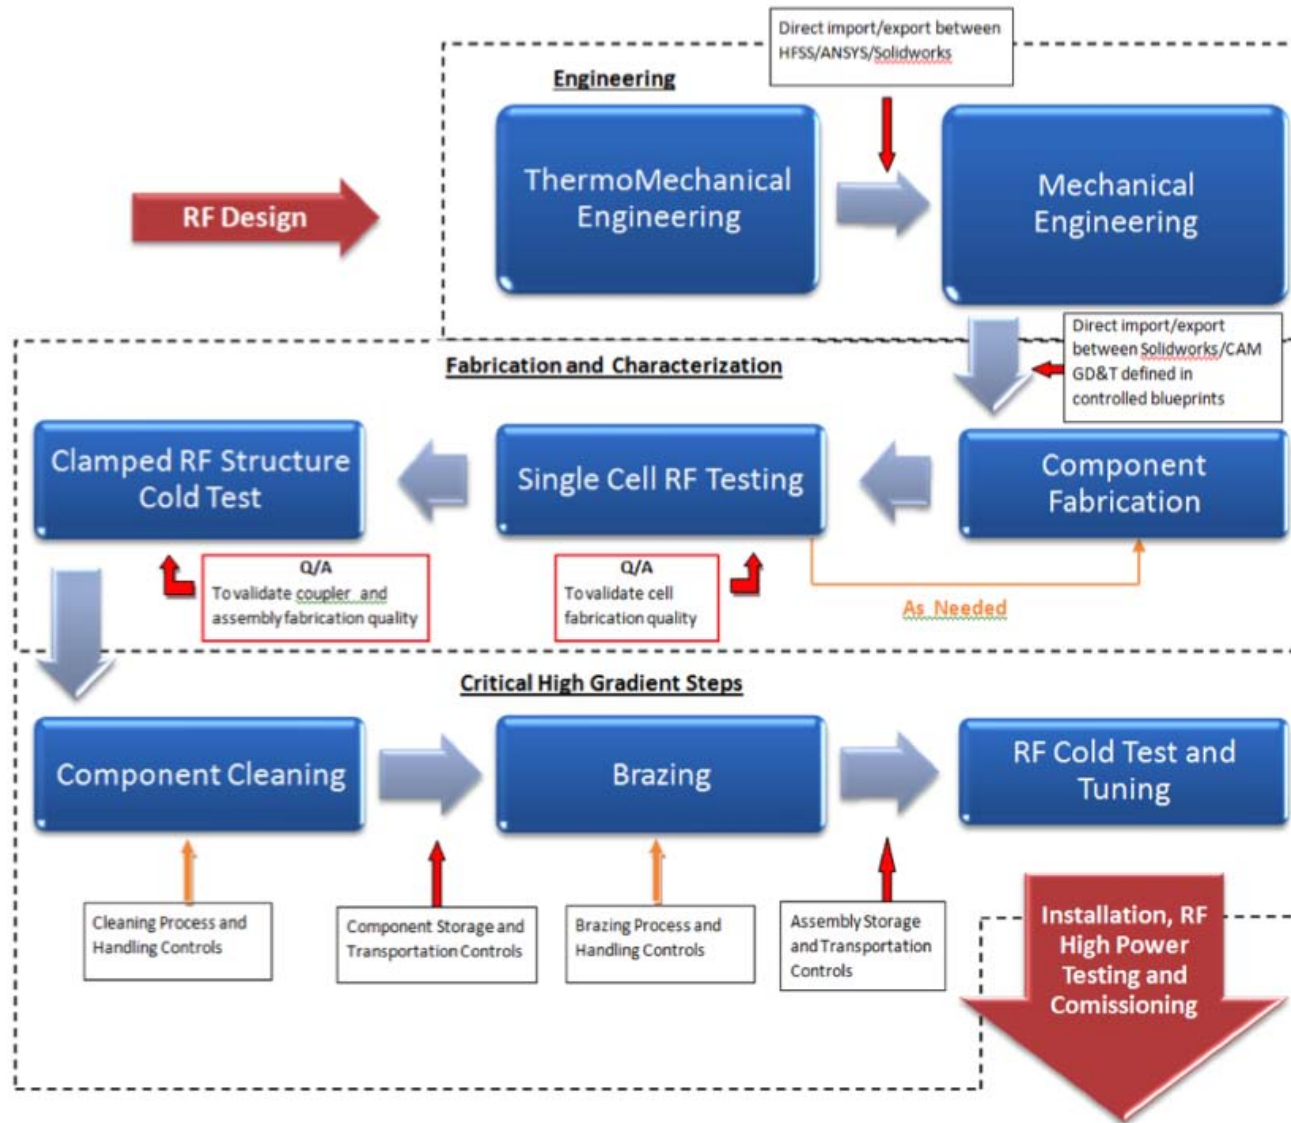 Direct import/export between
HFSS/ANSYS/Solidworks
Engineering
ThermoMechanical
Engineering
Mechanical
Engineering
RF Design
Direct import/export
between Solidworks/CAM
GD&T defined in
controlled blueprints
Fabrication and Characterization
Clamped RF Structure
Cold Test
Single Cell RF Testing
Component
Fabrication
Q/A
To validate coupler and
assembly fabrication quality
Q/A
To validate cell
fabrication quality
As Needed
Critical High Gradient Steps
Component Cleaning
Brazing
RF Cold Test and
Tuning
Cleaning Process and
Handling Controls
Component Storage and
Transportation Controls
Brazing Process and
Handling Controls
Assembly Storage
and Transportation
Controls
Installation, RF
High Power
Testing and
Comissioning